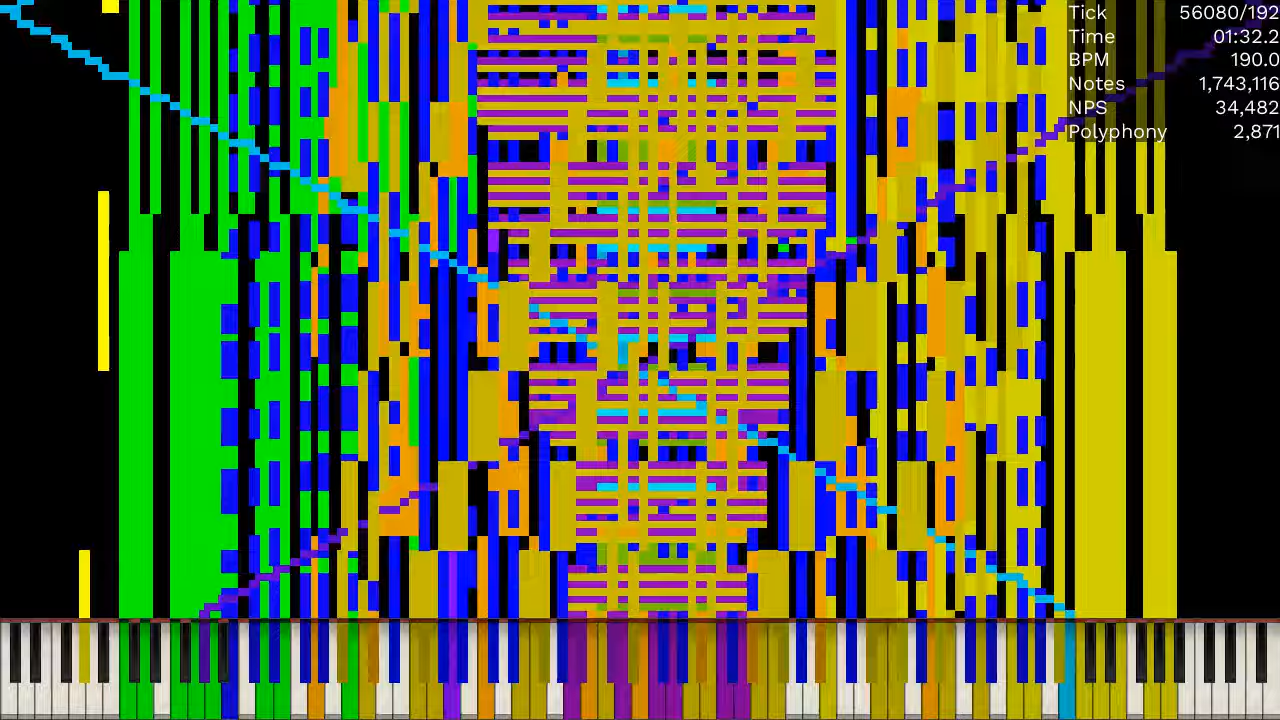 Tick 56080/192
Time 01:32.2
BPM 190.0
Notes 1,743,116
NPS 34,482
Polyphony 2,871